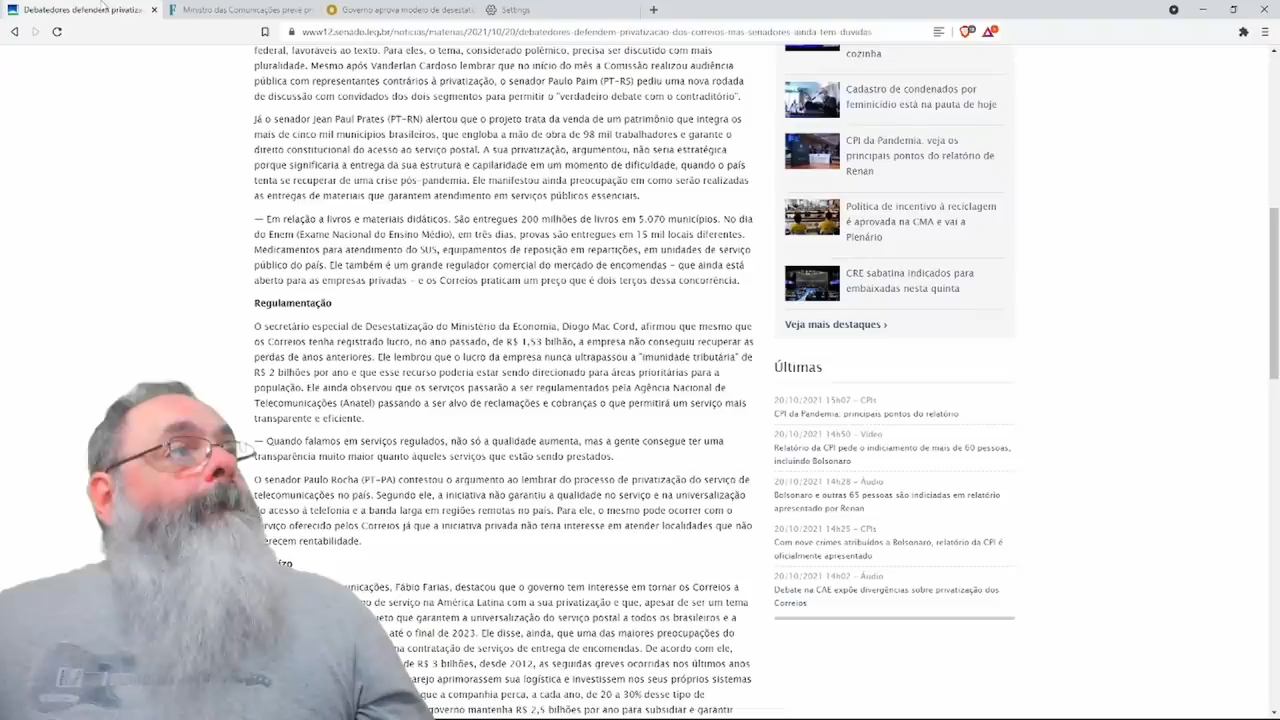 Debatedores defendem privatiza
Ministro das Comunicações prevê pr
Governo aprova modelo de desestati
Settings
www12.senado.leg.br/noticias/materias/2021/10/20/debatedores-defendem-privatizacao-dos-correios-mas-senadores-ainda-tem-duvidas
federal, favoráveis ao texto. Para eles, o tema, considerado polêmico, precisa ser discutido com mais
pluralidade. Mesmo após Vanderlan Cardoso lembrar que no início do mês a Comissão realizou audiência
pública com representantes contrários à privatização, o senador Paulo Paim (PT-RS) pediu uma nova rodada
de discussão com convidados dos dois segmentos para permitir o "verdadeiro debate com o contraditório".
Já o senador Jean Paul Prates (PT-RN) alertou que o projeto trata da venda de um patrimônio que integra os
mais de cinco mil municípios brasileiros, que engloba a mão de obra de 98 mil trabalhadores e garante o
direito constitucional do acesso ao serviço postal. A sua privatização, argumentou, não seria estratégica
porque significaria a entrega da sua estrutura e capilaridade em um momento de dificuldade, quando o país
tenta se recuperar de uma crise pós-pandemia. Ele manifestou ainda preocupação em como serão realizadas
as entregas de materiais que garantem atendimento em serviços públicos essenciais.
— Em relação a livros e materiais didáticos. São entregues 200 milhões de livros em 5.070 municípios. No dia
do Enem (Exame Nacional do Ensino Médio), em três dias, provas são entregues em 15 mil locais diferentes.
Medicamentos para atendimento do SUS, equipamentos de reposição em repartições, em unidades de serviço
público do país. Ele também é um grande regulador comercial do mercado de encomendas – que ainda está
aberto para as empresas privadas – e os Correios praticam um preço que é dois terços dessa concorrência.
Regulamentação
O secretário especial de Desestatização do Ministério da Economia, Diogo Mac Cord, afirmou que mesmo que
os Correios tenha registrado lucro, no ano passado, de R$ 1,53 bilhão, a empresa não conseguiu recuperar as
perdas de anos anteriores. Ele lembrou que o lucro da empresa nunca ultrapassou a "imunidade tributária" de
R$ 2 bilhões por ano e que esse recurso poderia estar sendo direcionado para áreas prioritárias para a
população. Ele ainda observou que os serviços passarão a ser regulamentados pela Agência Nacional de
Telecomunicações (Anatel) passando a ser alvo de reclamações e cobranças o que permitirá um serviço mais
transparente e eficiente.
— Quando falamos em serviços regulados, não só a qualidade aumenta, mas a gente consegue ter uma
transparência muito maior quanto àqueles serviços que estão sendo prestados.
O senador Paulo Rocha (PT-PA) contestou o argumento ao lembrar do processo de privatização do serviço de
telecomunicações no país. Segundo ele, a iniciativa não garantiu a qualidade no serviço e na universalização
do acesso à telefonia e a banda larga em regiões remotas no país. Para ele, o mesmo pode ocorrer com o
serviço oferecido pelos Correios já que a iniciativa privada não teria interesse em atender localidades que não
oferecem rentabilidade.
municações, Fábio Farias, destacou que o governo tem interesse em tornar os Correios a
de serviço na América Latina com a sua privatização e que, apesar de ser um tema
garantem a universalização do serviço postal a todos os brasileiros e a
até o final de 2023. Ele disse, ainda, que uma das maiores preocupações do
contratação de serviços de entrega de encomendas. De acordo com ele,
de R$ 3 bilhões, desde 2012, as greves ocorridas nos últimos anos
aprimorassem sua logística e investissem nos seus próprios sistemas
que a companhia perca, a cada ano, de 20 a 30% desse tipo de
governo mantenha R$ 2,5 bilhões por ano para subsidiar e garantir
cozinha
Cadastro de condenados por
feminicídio está na pauta de hoje
CPI da Pandemia: veja os
principais pontos do relatório de
Renan
Política de incentivo à reciclagem
é aprovada na CMA e vai a
Plenário
CRE sabatina indicados para
embaixadas nesta quinta
Veja mais destaques ›
Últimas
20/10/2021 15h07 – CPIs
CPI da Pandemia: principais pontos do relatório
20/10/2021 14h50 – Vídeo
Relatório da CPI pede o indiciamento de mais de 60 pessoas,
incluindo Bolsonaro
20/10/2021 14h28 – Áudio
Bolsonaro e outras 65 pessoas são indiciadas em relatório
apresentado por Renan
20/10/2021 14h25 – CPIs
Com nove crimes atribuídos a Bolsonaro, relatório da CPI é
oficialmente apresentado
20/10/2021 14h02 – Áudio
Debate na CAE expõe divergências sobre privatização dos
Correios